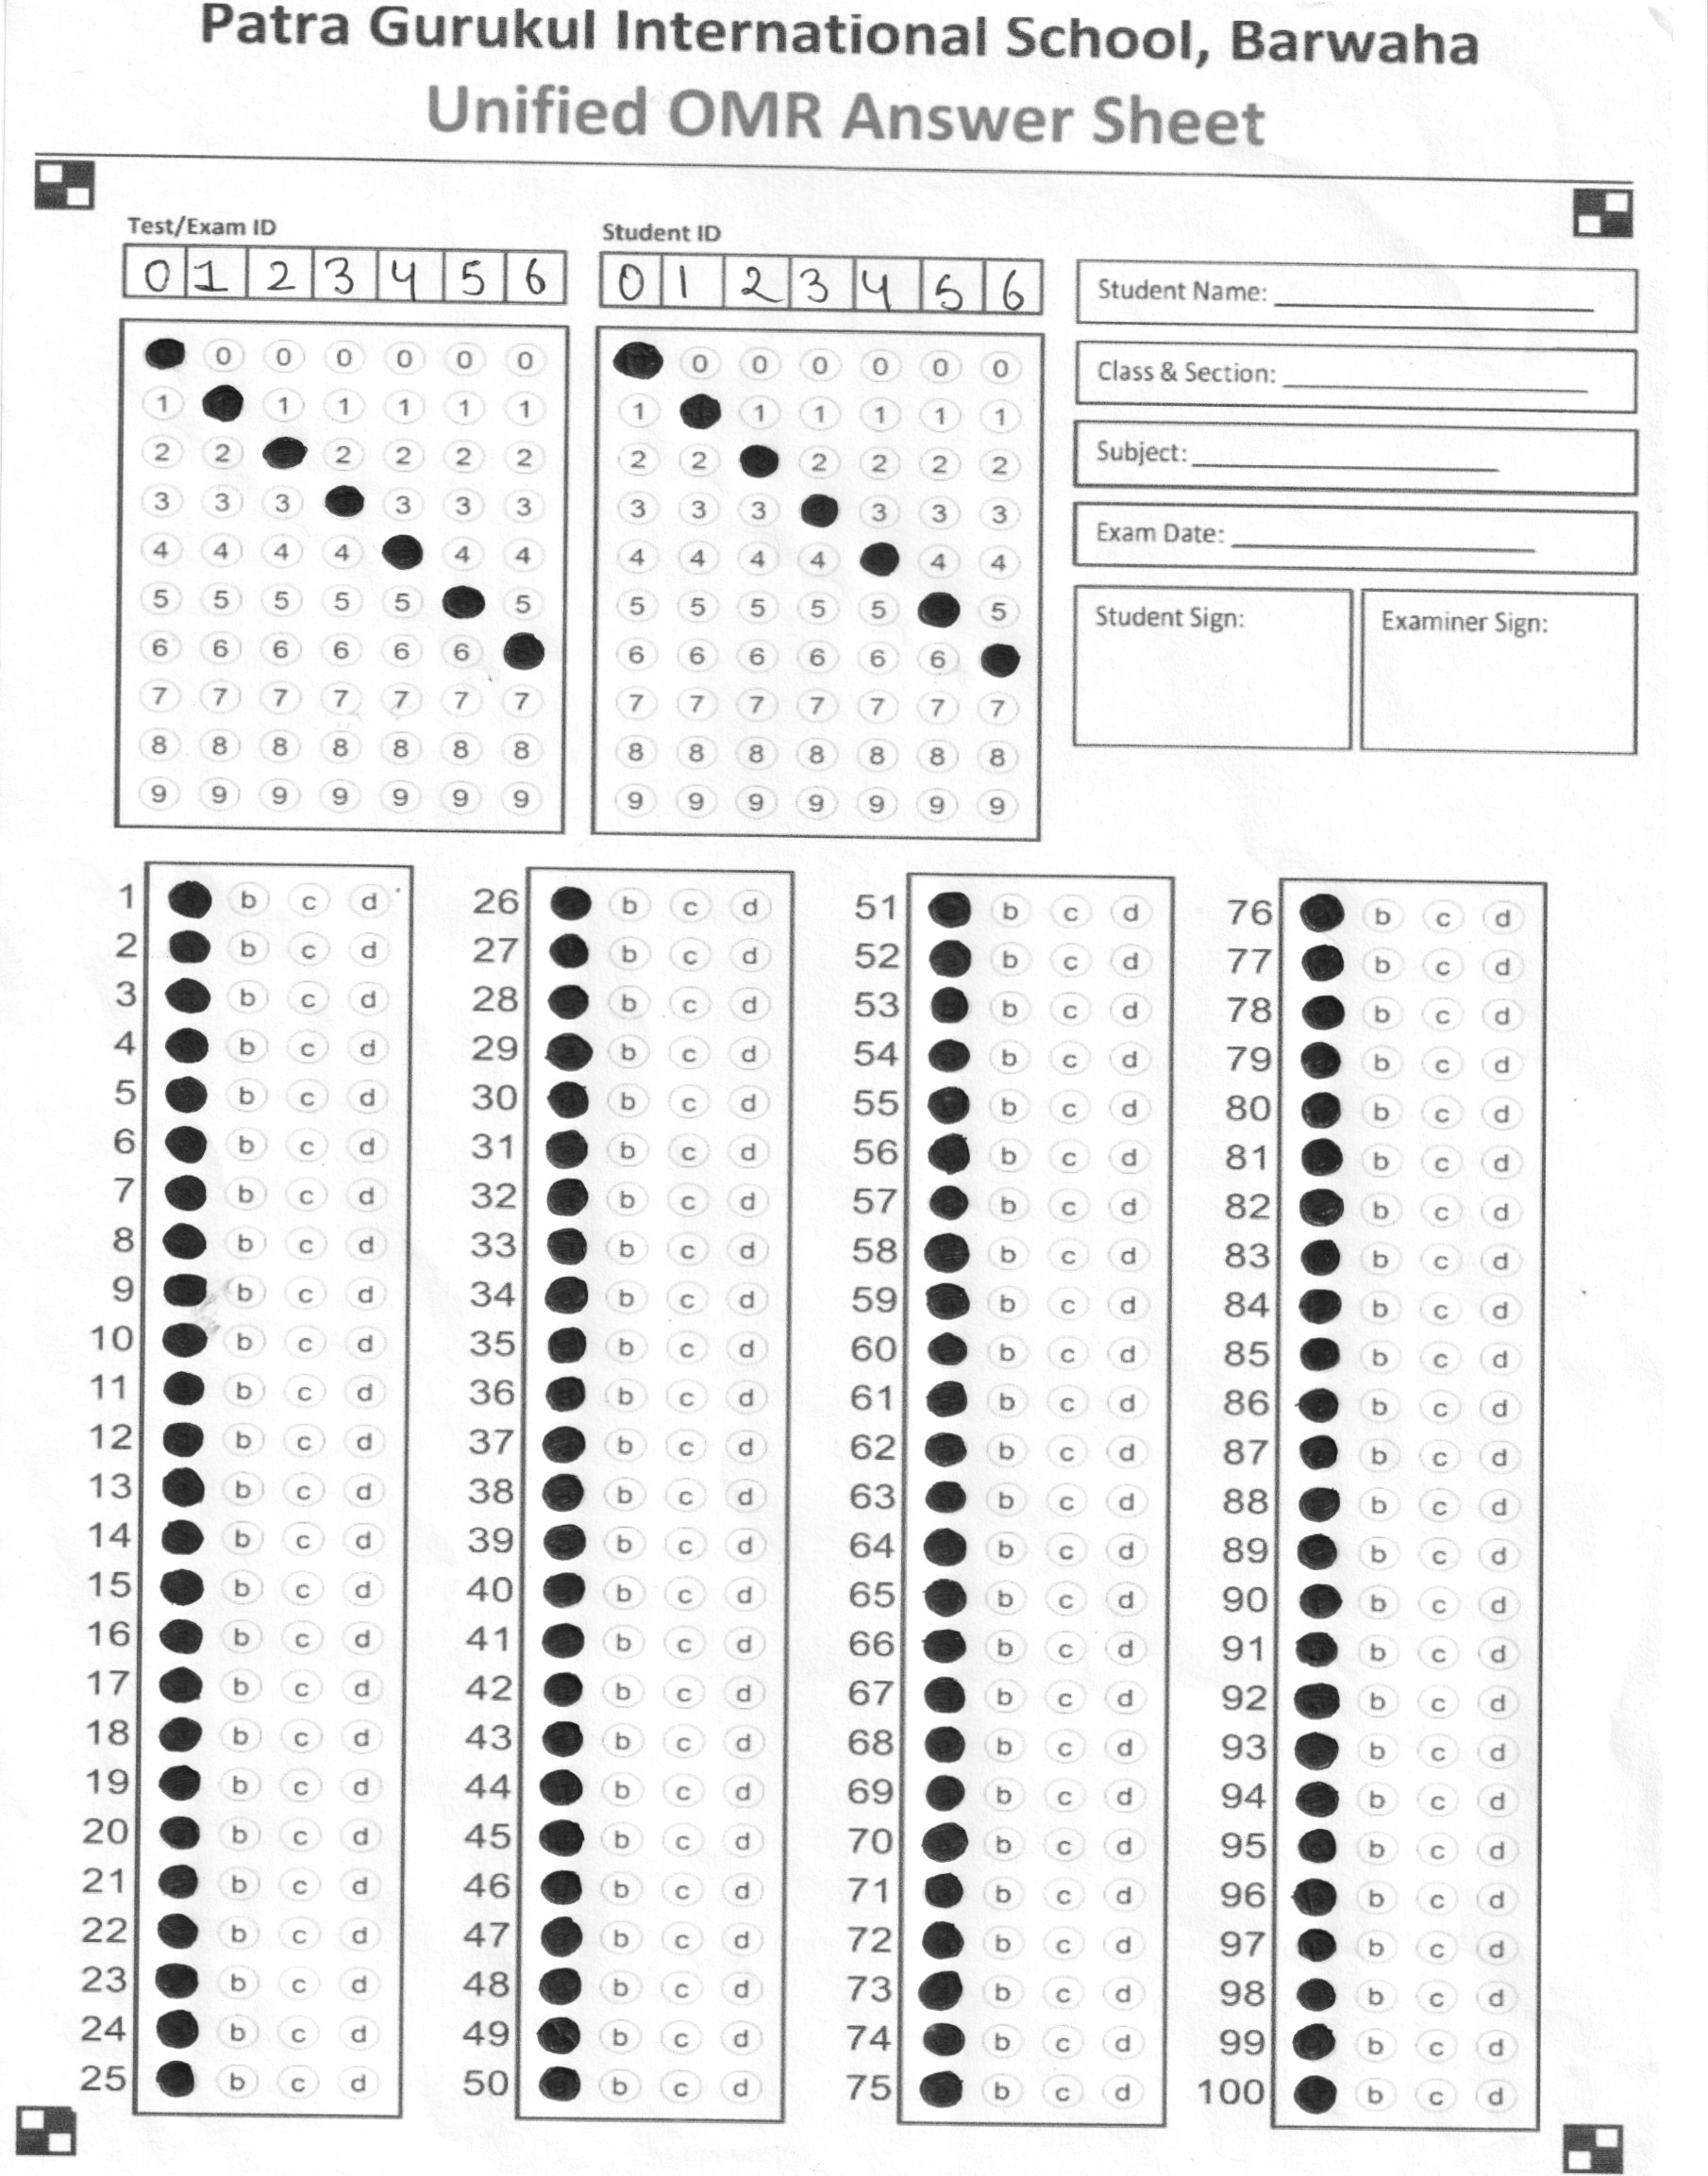 Patra Gurukul International School, Barwaha
Unified OMR Answer Sheet
Test/Exam ID
0 1 2 3 4 5 6
Student ID
0 1 2 3 4 5 6
Student Name:
Class & Section:
Subject:
Exam Date:
Student Sign:
Examiner Sign:
0 0 0 0 0 0
1 1 1 1 1 1
2 2 2 2 2 2
3 3 3 3 3 3
4 4 4 4 4 4
5 5 5 5 5 5
6 6 6 6 6 6
7 7 7 7 7 7 7
8 8 8 8 8 8 8
9 9 9 9 9 9 9
0 0 0 0 0 0
1 1 1 1 1 1
2 2 2 2 2 2
3 3 3 3 3 3
4 4 4 4 4 4
5 5 5 5 5 5
6 6 6 6 6 6
7 7 7 7 7 7 7
8 8 8 8 8 8 8
9 9 9 9 9 9 9
1 b c d
2 b c d
3 b c d
4 b c d
5 b c d
6 b c d
7 b c d
8 b c d
9 b c d
10 b c d
11 b c d
12 b c d
13 b c d
14 b c d
15 b c d
16 b c d
17 b c d
18 b c d
19 b c d
20 b c d
21 b c d
22 b c d
23 b c d
24 b c d
25 b c d
26 b c d
27 b c d
28 b c d
29 b c d
30 b c d
31 b c d
32 b c d
33 b c d
34 b c d
35 b c d
36 b c d
37 b c d
38 b c d
39 b c d
40 b c d
41 b c d
42 b c d
43 b c d
44 b c d
45 b c d
46 b c d
47 b c d
48 b c d
49 b c d
50 b c d
51 b c d
52 b c d
53 b c d
54 b c d
55 b c d
56 b c d
57 b c d
58 b c d
59 b c d
60 b c d
61 b c d
62 b c d
63 b c d
64 b c d
65 b c d
66 b c d
67 b c d
68 b c d
69 b c d
70 b c d
71 b c d
72 b c d
73 b c d
74 b c d
75 b c d
76 b c d
77 b c d
78 b c d
79 b c d
80 b c d
81 b c d
82 b c d
83 b c d
84 b c d
85 b c d
86 b c d
87 b c d
88 b c d
89 b c d
90 b c d
91 b c d
92 b c d
93 b c d
94 b c d
95 b c d
96 b c d
97 b c d
98 b c d
99 b c d
100 b c d